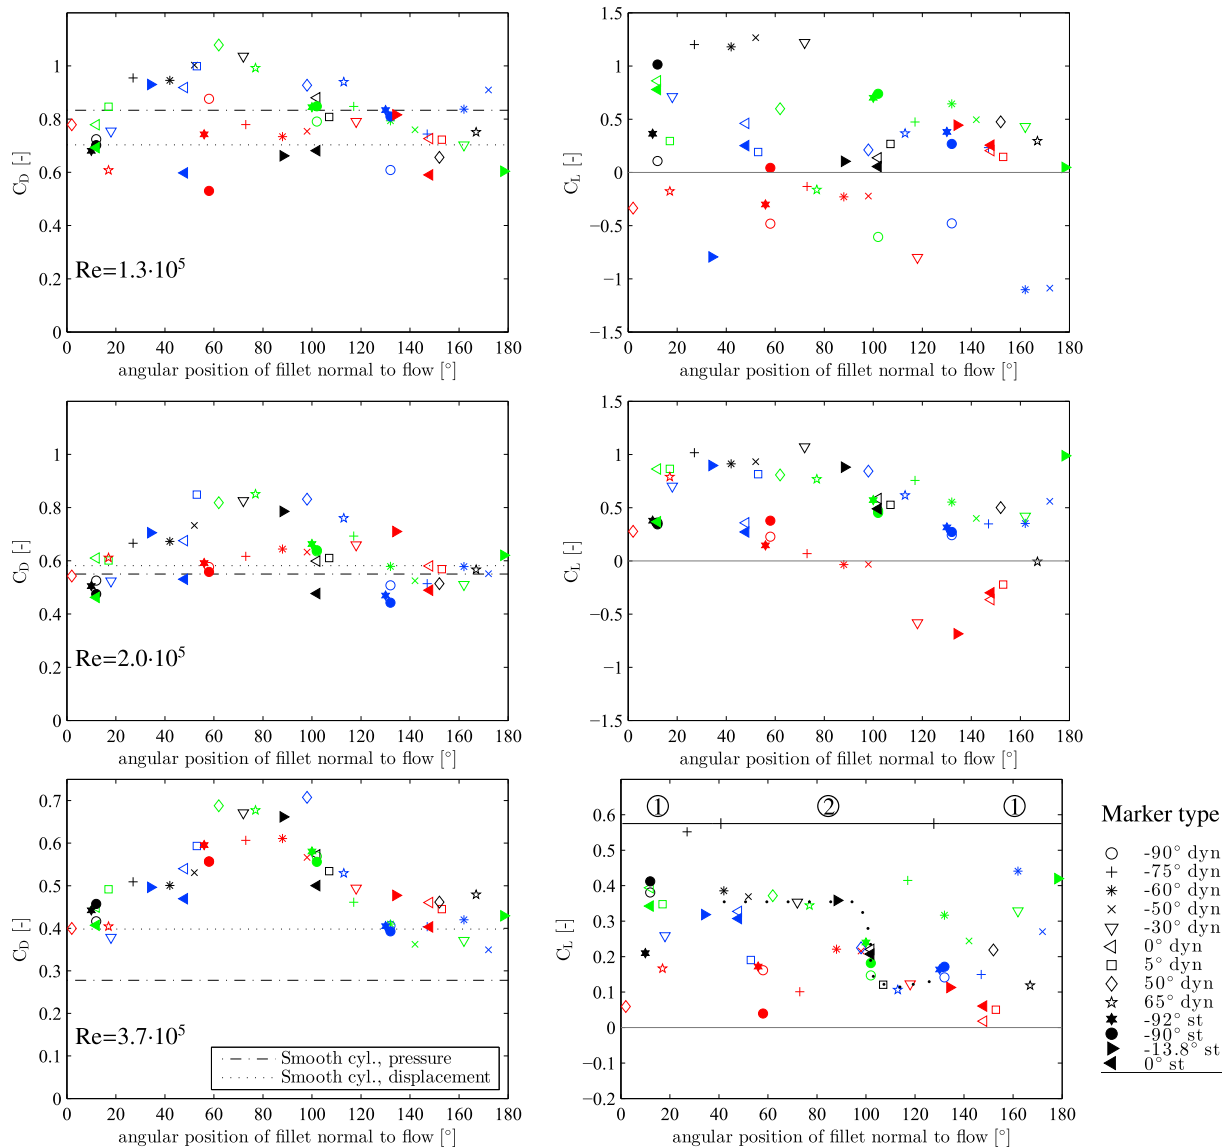 1
0.8
0.6
0.4
0.2
0
C_D [-]
Re=1.3·10⁵
0 20 40 60 80 100 120 140 160 180
angular position of fillet normal to flow [°]
1.5
1
0.5
0
−0.5
−1
−1.5
C_L [-]
0 20 40 60 80 100 120 140 160 180
angular position of fillet normal to flow [°]
1
0.8
0.6
0.4
0.2
0
C_D [-]
Re=2.0·10⁵
0 20 40 60 80 100 120 140 160 180
angular position of fillet normal to flow [°]
1.5
1
0.5
0
−0.5
−1
−1.5
C_L [-]
0 20 40 60 80 100 120 140 160 180
angular position of fillet normal to flow [°]
0.7
0.6
0.5
0.4
0.3
0.2
0.1
0
C_D [-]
Re=3.7·10⁵
Smooth cyl., pressure
Smooth cyl., displacement
0 20 40 60 80 100 120 140 160 180
angular position of fillet normal to flow [°]
① ② ①
0.6
0.5
0.4
0.3
0.2
0.1
0
−0.1
−0.2
C_L [-]
0 20 40 60 80 100 120 140 160 180
angular position of fillet normal to flow [°]
Marker type
-90° dyn
-75° dyn
-60° dyn
-50° dyn
-30° dyn
0° dyn
5° dyn
50° dyn
65° dyn
-92° st
-90° st
-13.8° st
0° st